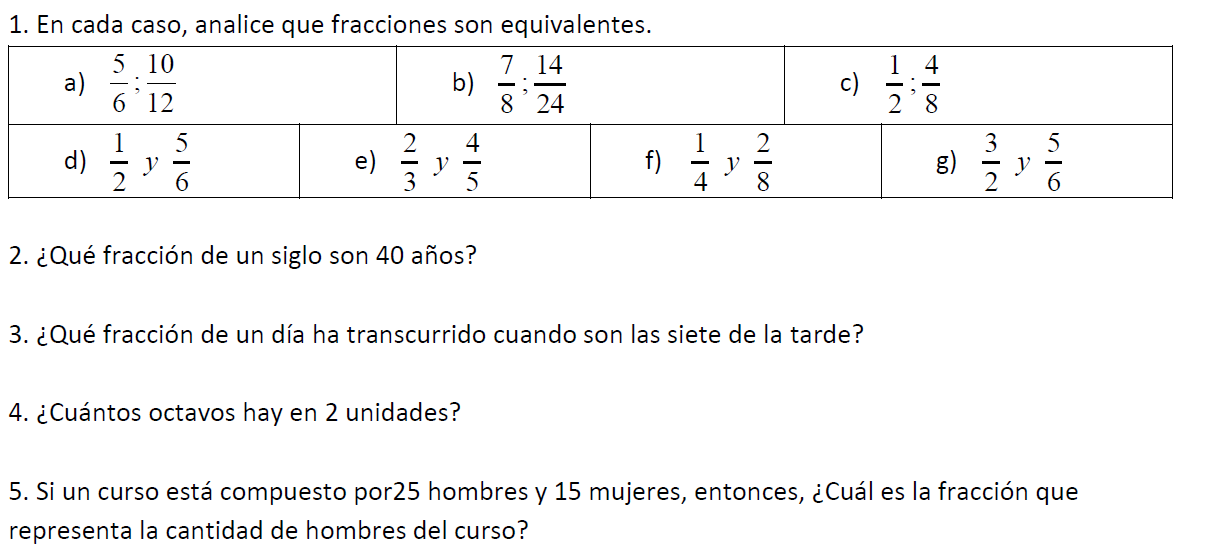 1. En cada caso, analice que fracciones son equivalentes.
a) 5/6 ; 10/12 b) 7/8 ; 14/24 c) 1/2 ; 4/8
d) 1/2 y 5/6 e) 2/3 y 4/5 f) 1/4 y 2/8 g) 3/2 y 5/6
2. ¿Qué fracción de un siglo son 40 años?
3. ¿Qué fracción de un día ha transcurrido cuando son las siete de la tarde?
4. ¿Cuántos octavos hay en 2 unidades?
5. Si un curso está compuesto por25 hombres y 15 mujeres, entonces, ¿Cuál es la fracción que
representa la cantidad de hombres del curso?